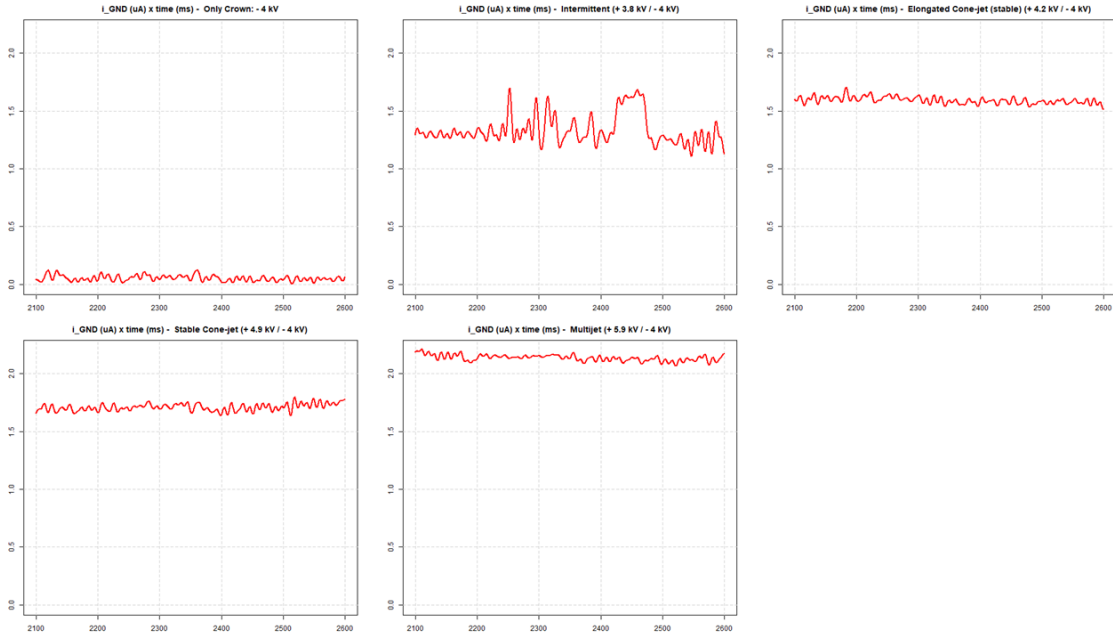 i_GND (uA) x time (ms) - Only Crown: - 4 kV
2.0
1.5
1.0
0.5
0.0
2100 2200 2300 2400 2500 2600
i_GND (uA) x time (ms) - Intermittent (+ 3.8 kV / - 4 kV)
2.0
1.5
1.0
0.5
0.0
2100 2200 2300 2400 2500 2600
i_GND (uA) x time (ms) - Elongated Cone-jet (stable) (+ 4.2 kV / - 4 kV)
2.0
1.5
1.0
0.5
0.0
2100 2200 2300 2400 2500 2600
i_GND (uA) x time (ms) - Stable Cone-jet (+ 4.9 kV / - 4 kV)
2.0
1.5
1.0
0.5
0.0
2100 2200 2300 2400 2500 2600
i_GND (uA) x time (ms) - Multijet (+ 5.9 kV / - 4 kV)
2.0
1.5
1.0
0.5
0.0
2100 2200 2300 2400 2500 2600